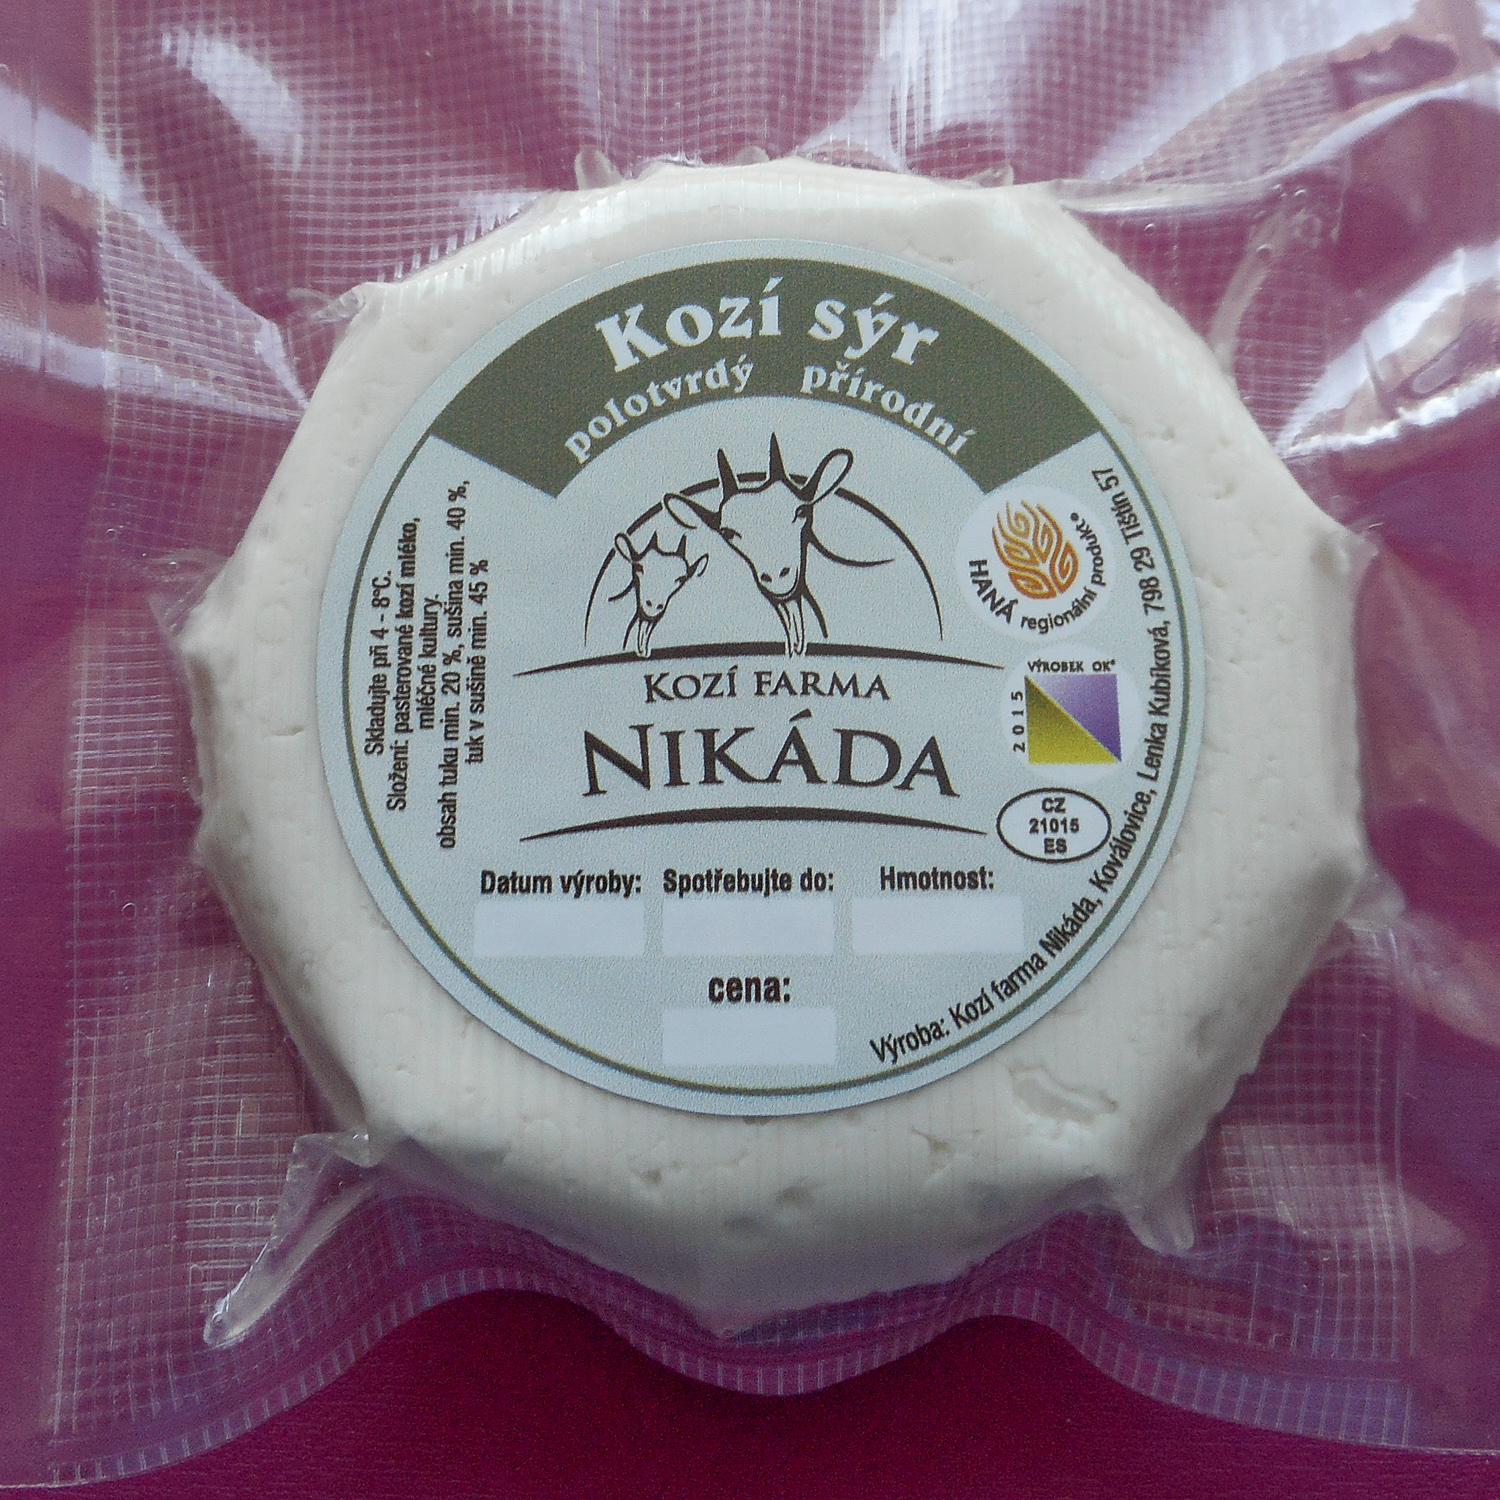 Kozí sýr
polotvrdý přírodní
Skladujte při 4 - 8°C.
Složení: pasterované kozí mléko,
mléčné kultury.
obsah tuku min. 20 %, sušina min. 40 %,
tuk v sušině min. 45 %
KOZÍ FARMA
NIKÁDA
HANÁ regionální produkt®
VÝROBEK OK®
2015
CZ
21015
ES
Datum výroby: Spotřebujte do: Hmotnost:
cena:
Výroba: Kozí farma Nikáda, Koválovice, Lenka Kubíková, 798 29 Tištín 57